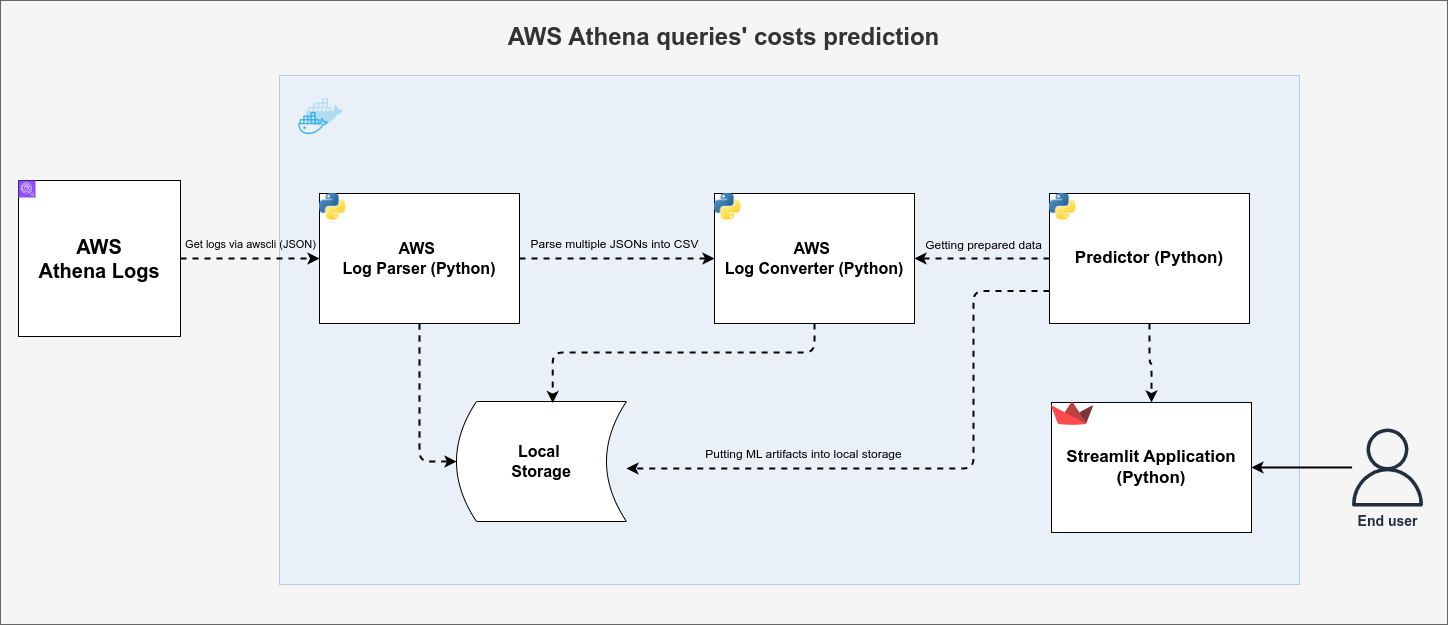 AWS Athena queries' costs prediction
AWS
Athena Logs
Get logs via awscli (JSON)
AWS
Log Parser (Python)
Parse multiple JSONs into CSV
AWS
Log Converter (Python)
Getting prepared data
Predictor (Python)
Local
Storage
Putting ML artifacts into local storage
Streamlit Application
(Python)
End user